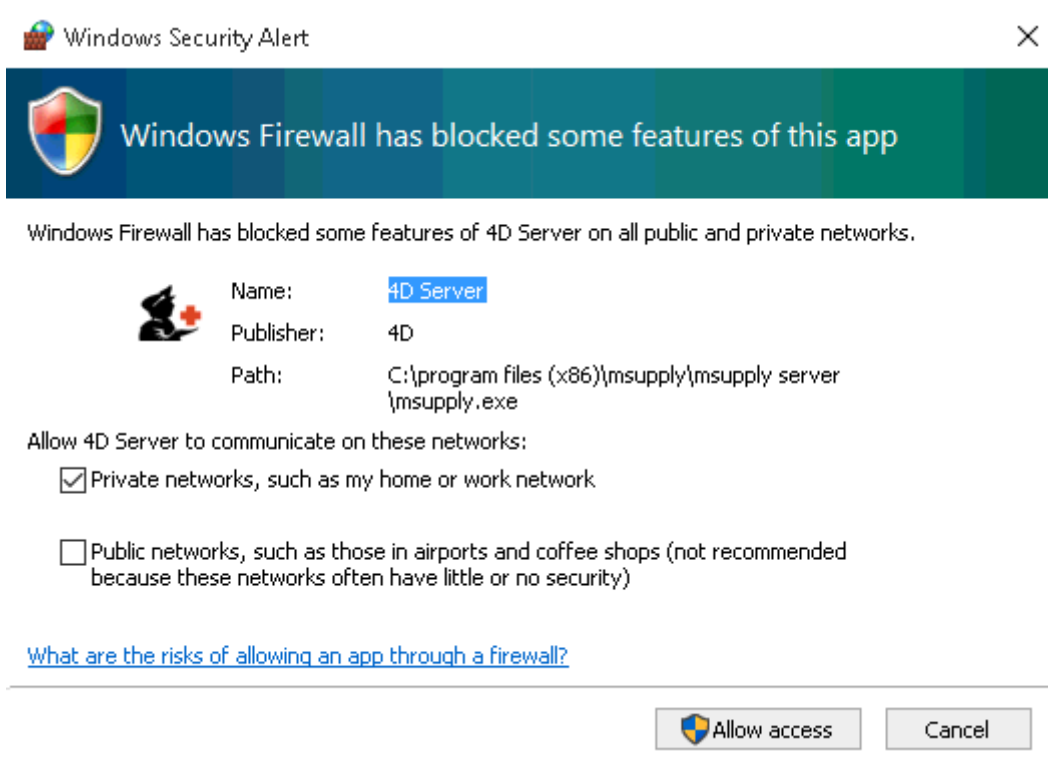 Windows Security Alert
Windows Firewall has blocked some features of this app
Windows Firewall has blocked some features of 4D Server on all public and private networks.
Name: 4D Server
Publisher: 4D
Path: C:\program files (x86)\msupply\msupply server
\msupply.exe
Allow 4D Server to communicate on these networks:
Private networks, such as my home or work network
Public networks, such as those in airports and coffee shops (not recommended
because these networks often have little or no security)
What are the risks of allowing an app through a firewall?
Allow access Cancel